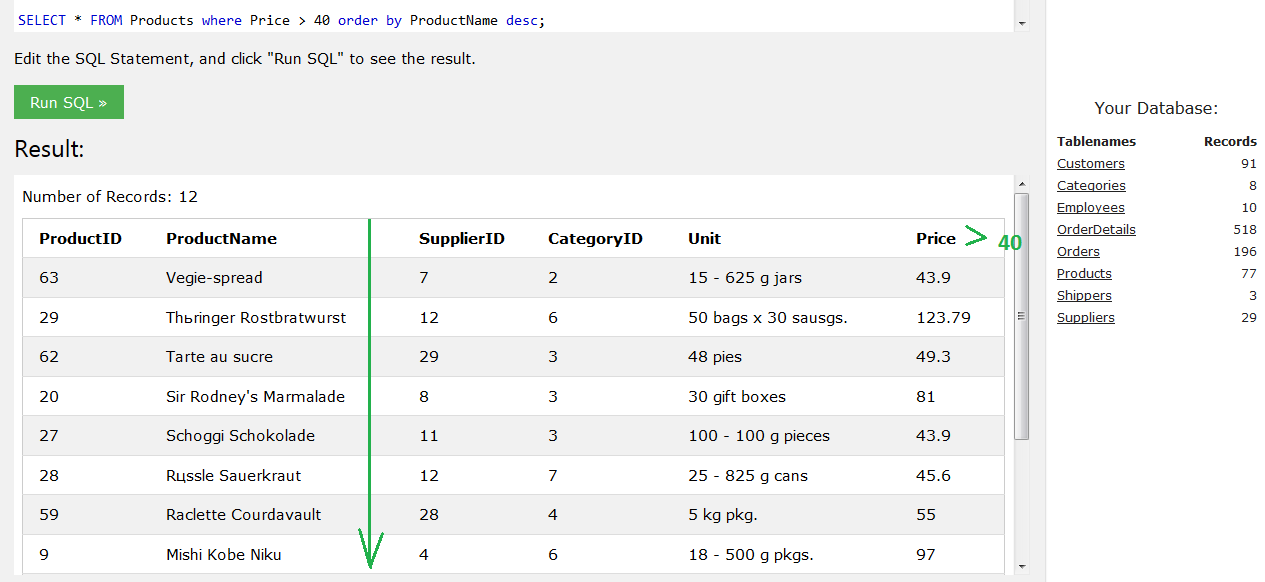 SELECT * FROM Products where Price > 40 order by ProductName desc;
Edit the SQL Statement, and click "Run SQL" to see the result.
Run SQL »
Result:
Number of Records: 12
ProductID ProductName SupplierID CategoryID Unit Price > 40
63 Vegie-spread 7 2 15 - 625 g jars 43.9
29 Thьringer Rostbratwurst 12 6 50 bags x 30 sausgs. 123.79
62 Tarte au sucre 29 3 48 pies 49.3
20 Sir Rodney's Marmalade 8 3 30 gift boxes 81
27 Schoggi Schokolade 11 3 100 - 100 g pieces 43.9
28 Rцssle Sauerkraut 12 7 25 - 825 g cans 45.6
59 Raclette Courdavault 28 4 5 kg pkg. 55
9 Mishi Kobe Niku 4 6 18 - 500 g pkgs. 97
Your Database:
Tablenames Records
Customers 91
Categories 8
Employees 10
OrderDetails 518
Orders 196
Products 77
Shippers 3
Suppliers 29